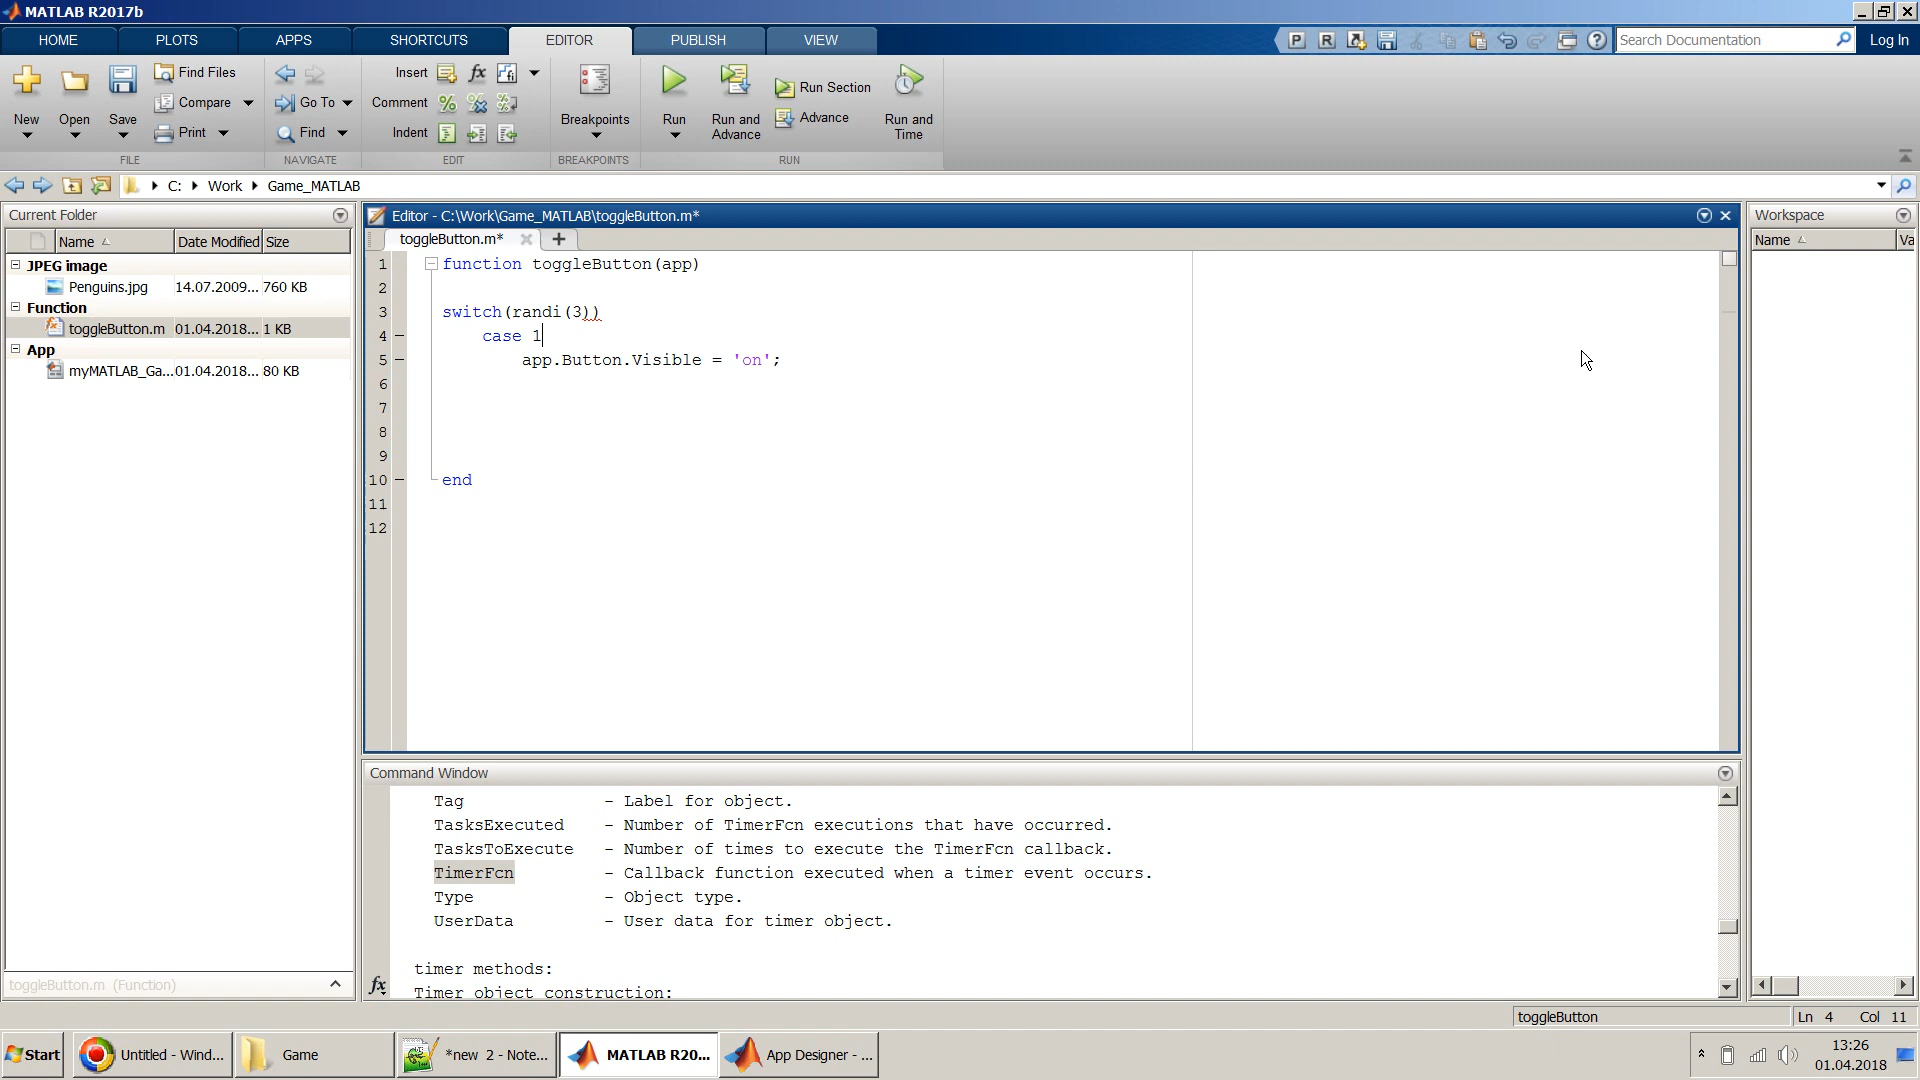 MATLAB R2017b
HOME PLOTS APPS SHORTCUTS EDITOR PUBLISH VIEW Search Documentation Log In
New Open Save Find Files Compare Print
Go To Find
Insert Comment Indent
Breakpoints Run Run and Advance Run Section Advance Run and Time
FILE NAVIGATE EDIT BREAKPOINTS RUN
C: Work Game_MATLAB
Current Folder
Name Date Modified Size
JPEG image
Penguins.jpg 14.07.2009... 760 KB
Function
toggleButton.m 01.04.2018... 1 KB
App
myMATLAB_Ga... 01.04.2018... 80 KB
toggleButton.m (Function)
Editor - C:\Work\Game_MATLAB\toggleButton.m*
toggleButton.m*
1 function toggleButton(app)
2
3 switch(randi(3))
4 case 1
5 app.Button.Visible = 'on';
6
7
8
9
10 end
11
12
Command Window
Tag - Label for object.
TasksExecuted - Number of TimerFcn executions that have occurred.
TasksToExecute - Number of times to execute the TimerFcn callback.
TimerFcn - Callback function executed when a timer event occurs.
Type - Object type.
UserData - User data for timer object.
timer methods:
Timer object construction:
fx
Workspace
Name Va
toggleButton Ln 4 Col 11
Start Untitled - Wind... Game *new 2 - Note... MATLAB R20... App Designer - ...
13:26
01.04.2018